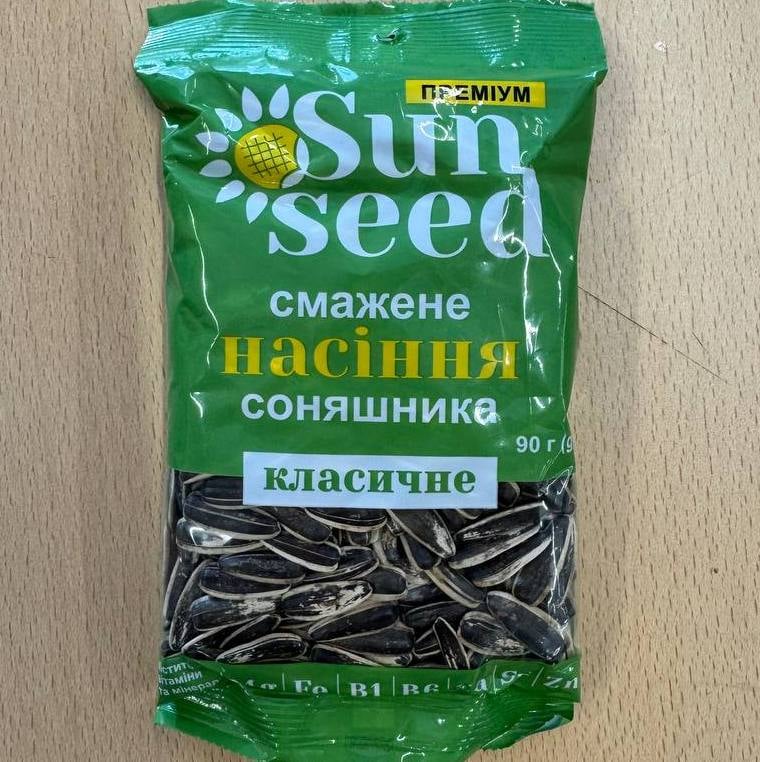 ПРЕМІУМ
Sun
seed
смажене
насіння
соняшника
90 г
класичне
Fe B1 B6 Zn